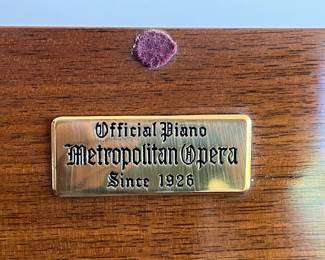 Official Piano
Metropolitan Opera
Since 1926